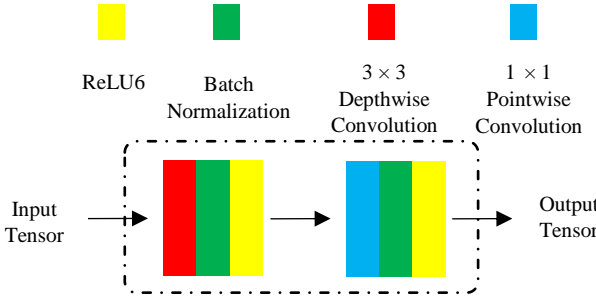 ReLU6
Batch
Normalization
3 × 3
Depthwise
Convolution
1 × 1
Pointwise
Convolution
Input
Tensor
Output
Tensor